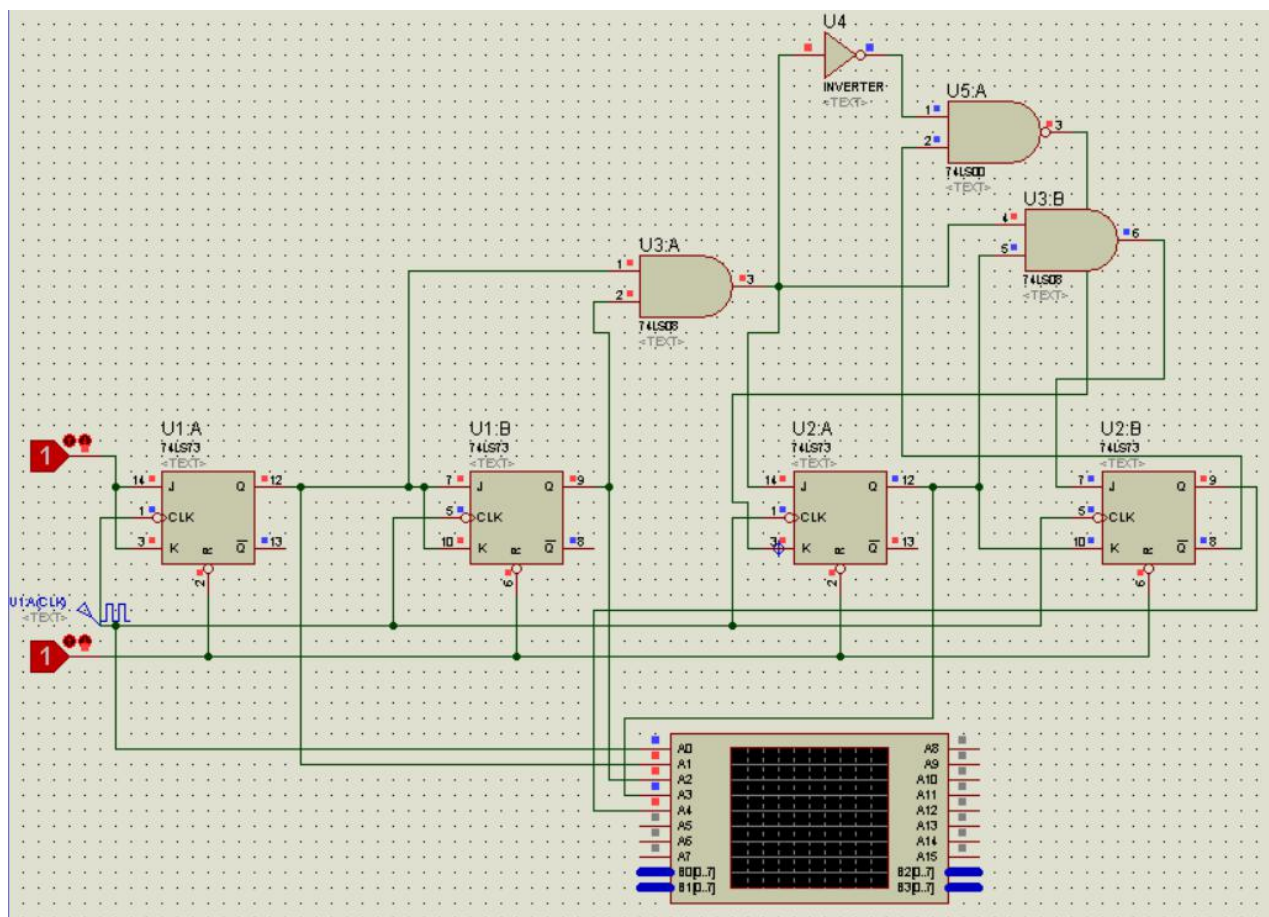 U4
INVERTER
<TEXT>
U5:A
1
2
3
74LS00
<TEXT>
U3:B
4
5
6
74LS08
<TEXT>
U3:A
1
2
3
74LS08
<TEXT>
U1:A
74LS73
<TEXT>
14 J Q 12
1 CLK
3 K R Q 13
2
U1:B
74LS73
<TEXT>
7 J Q 9
5 CLK
10 K R Q 8
6
U2:A
74LS73
<TEXT>
14 J Q 12
1 CLK
3 K R Q 13
2
U2:B
74LS73
<TEXT>
7 J Q 9
5 CLK
10 K R Q 8
6
1
U1:A(CLK)
<TEXT>
1
A0 A8
A1 A9
A2 A10
A3 A11
A4 A12
A5 A13
A6 A14
A7 A15
B0[0..7] B2[0..7]
B1[0..7] B3[0..7]